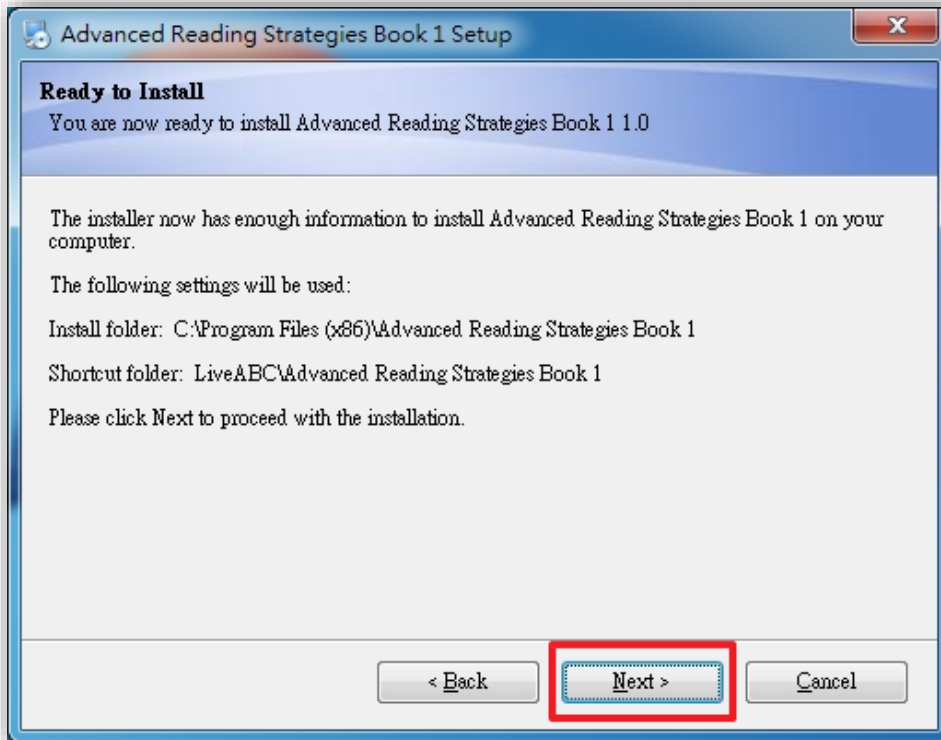 Advanced Reading Strategies Book 1 Setup
Ready to Install
You are now ready to install Advanced Reading Strategies Book 1 1.0
The installer now has enough information to install Advanced Reading Strategies Book 1 on your
computer.
The following settings will be used:
Install folder: C:\Program Files (x86)\Advanced Reading Strategies Book 1
Shortcut folder: LiveABC\Advanced Reading Strategies Book 1
Please click Next to proceed with the installation.
< Back Next > Cancel